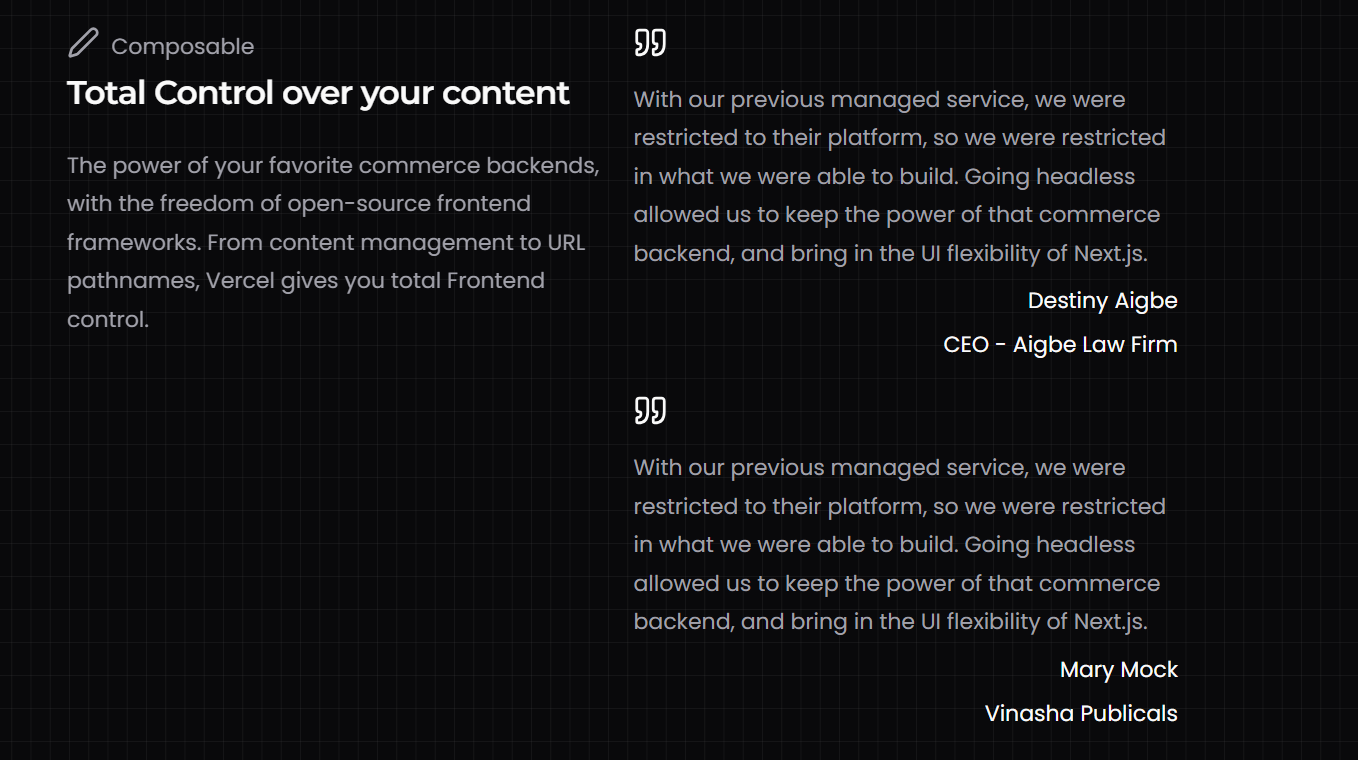 Composable
Total Control over your content
The power of your favorite commerce backends,
with the freedom of open-source frontend
frameworks. From content management to URL
pathnames, Vercel gives you total Frontend
control.
With our previous managed service, we were
restricted to their platform, so we were restricted
in what we were able to build. Going headless
allowed us to keep the power of that commerce
backend, and bring in the UI flexibility of Next.js.
Destiny Aigbe
CEO - Aigbe Law Firm
With our previous managed service, we were
restricted to their platform, so we were restricted
in what we were able to build. Going headless
allowed us to keep the power of that commerce
backend, and bring in the UI flexibility of Next.js.
Mary Mock
Vinasha Publicals